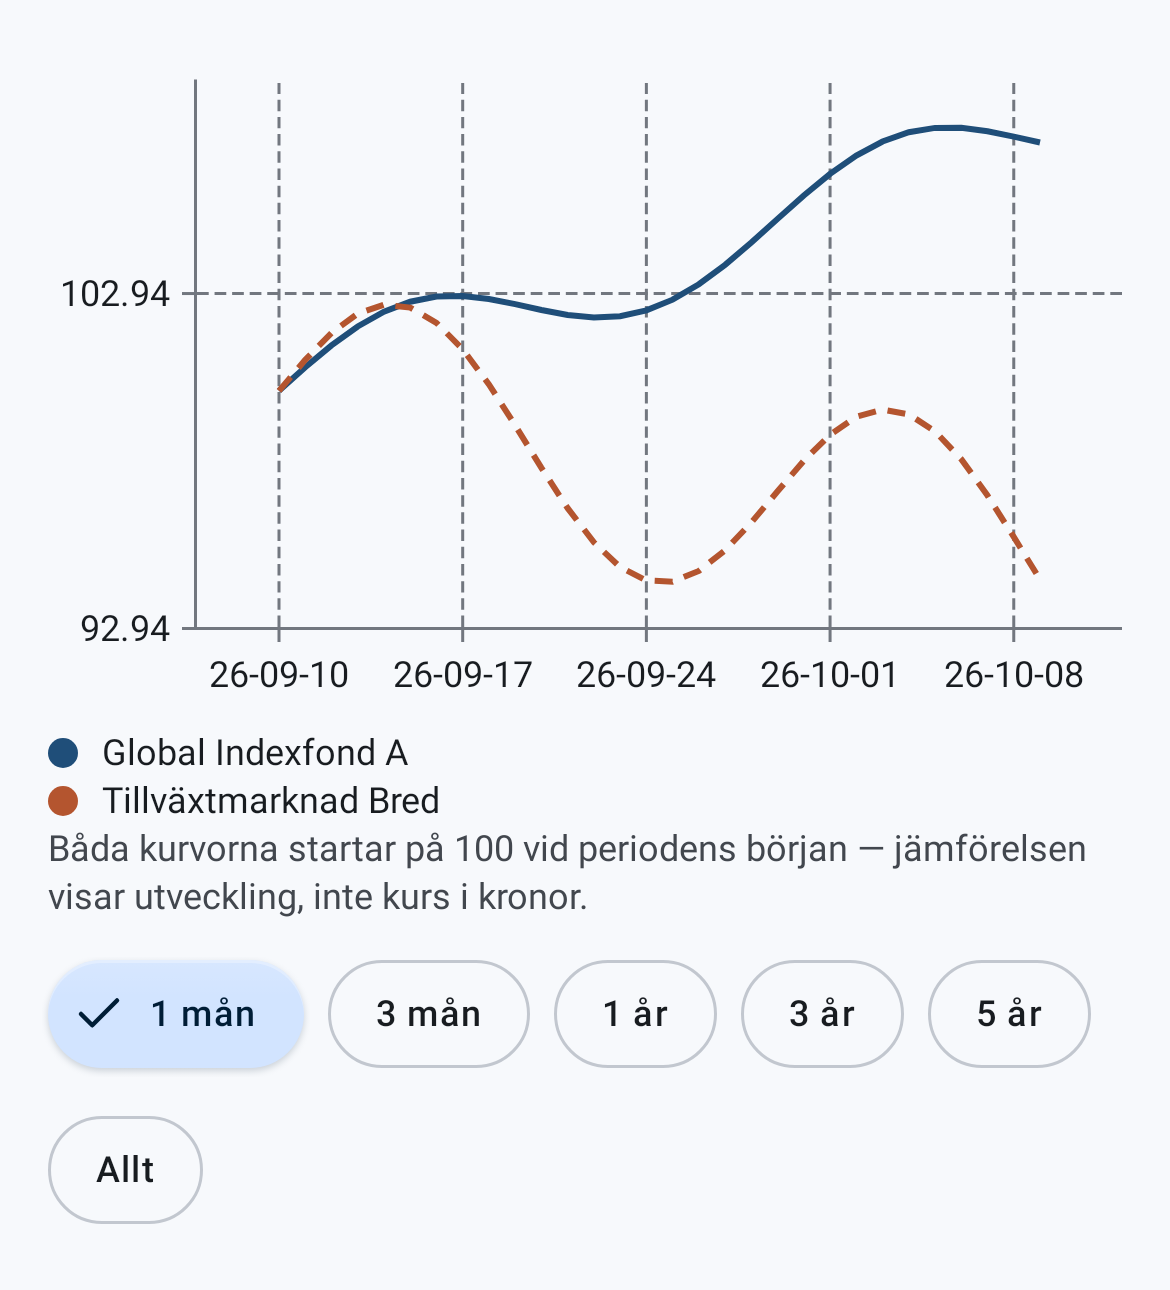 102.94
92.94
26-09-10 26-09-17 26-09-24 26-10-01 26-10-08
Global Indexfond A
Tillväxtmarknad Bred
Båda kurvorna startar på 100 vid periodens början — jämförelsen
visar utveckling, inte kurs i kronor.
1 mån 3 mån 1 år 3 år 5 år
Allt